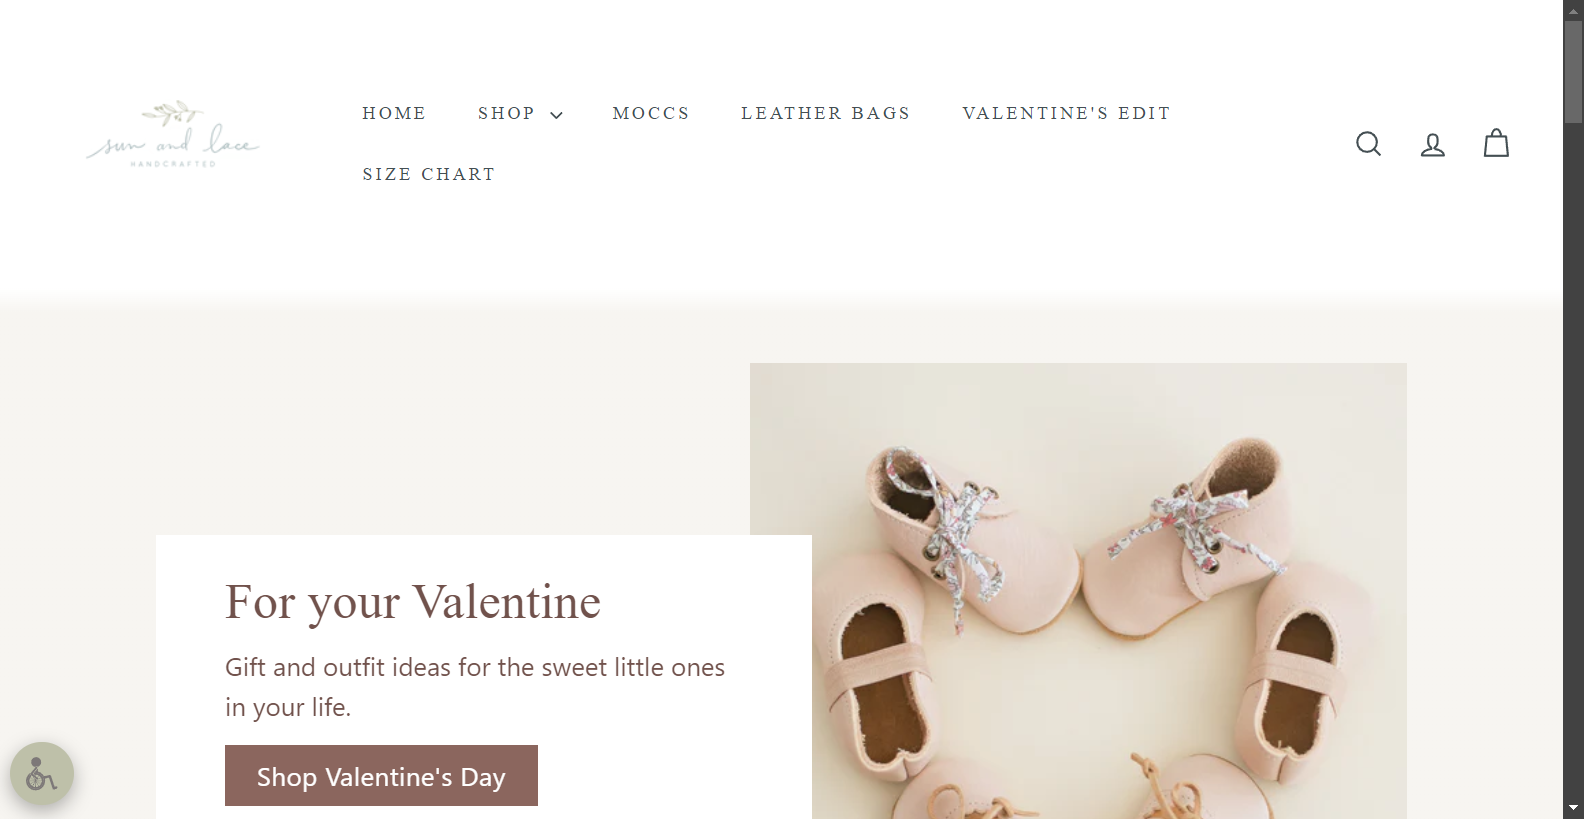 sun and lace
HANDCRAFTED
HOME SHOP MOCCS LEATHER BAGS VALENTINE'S EDIT
SIZE CHART
For your Valentine
Gift and outfit ideas for the sweet little ones
in your life.
Shop Valentine's Day